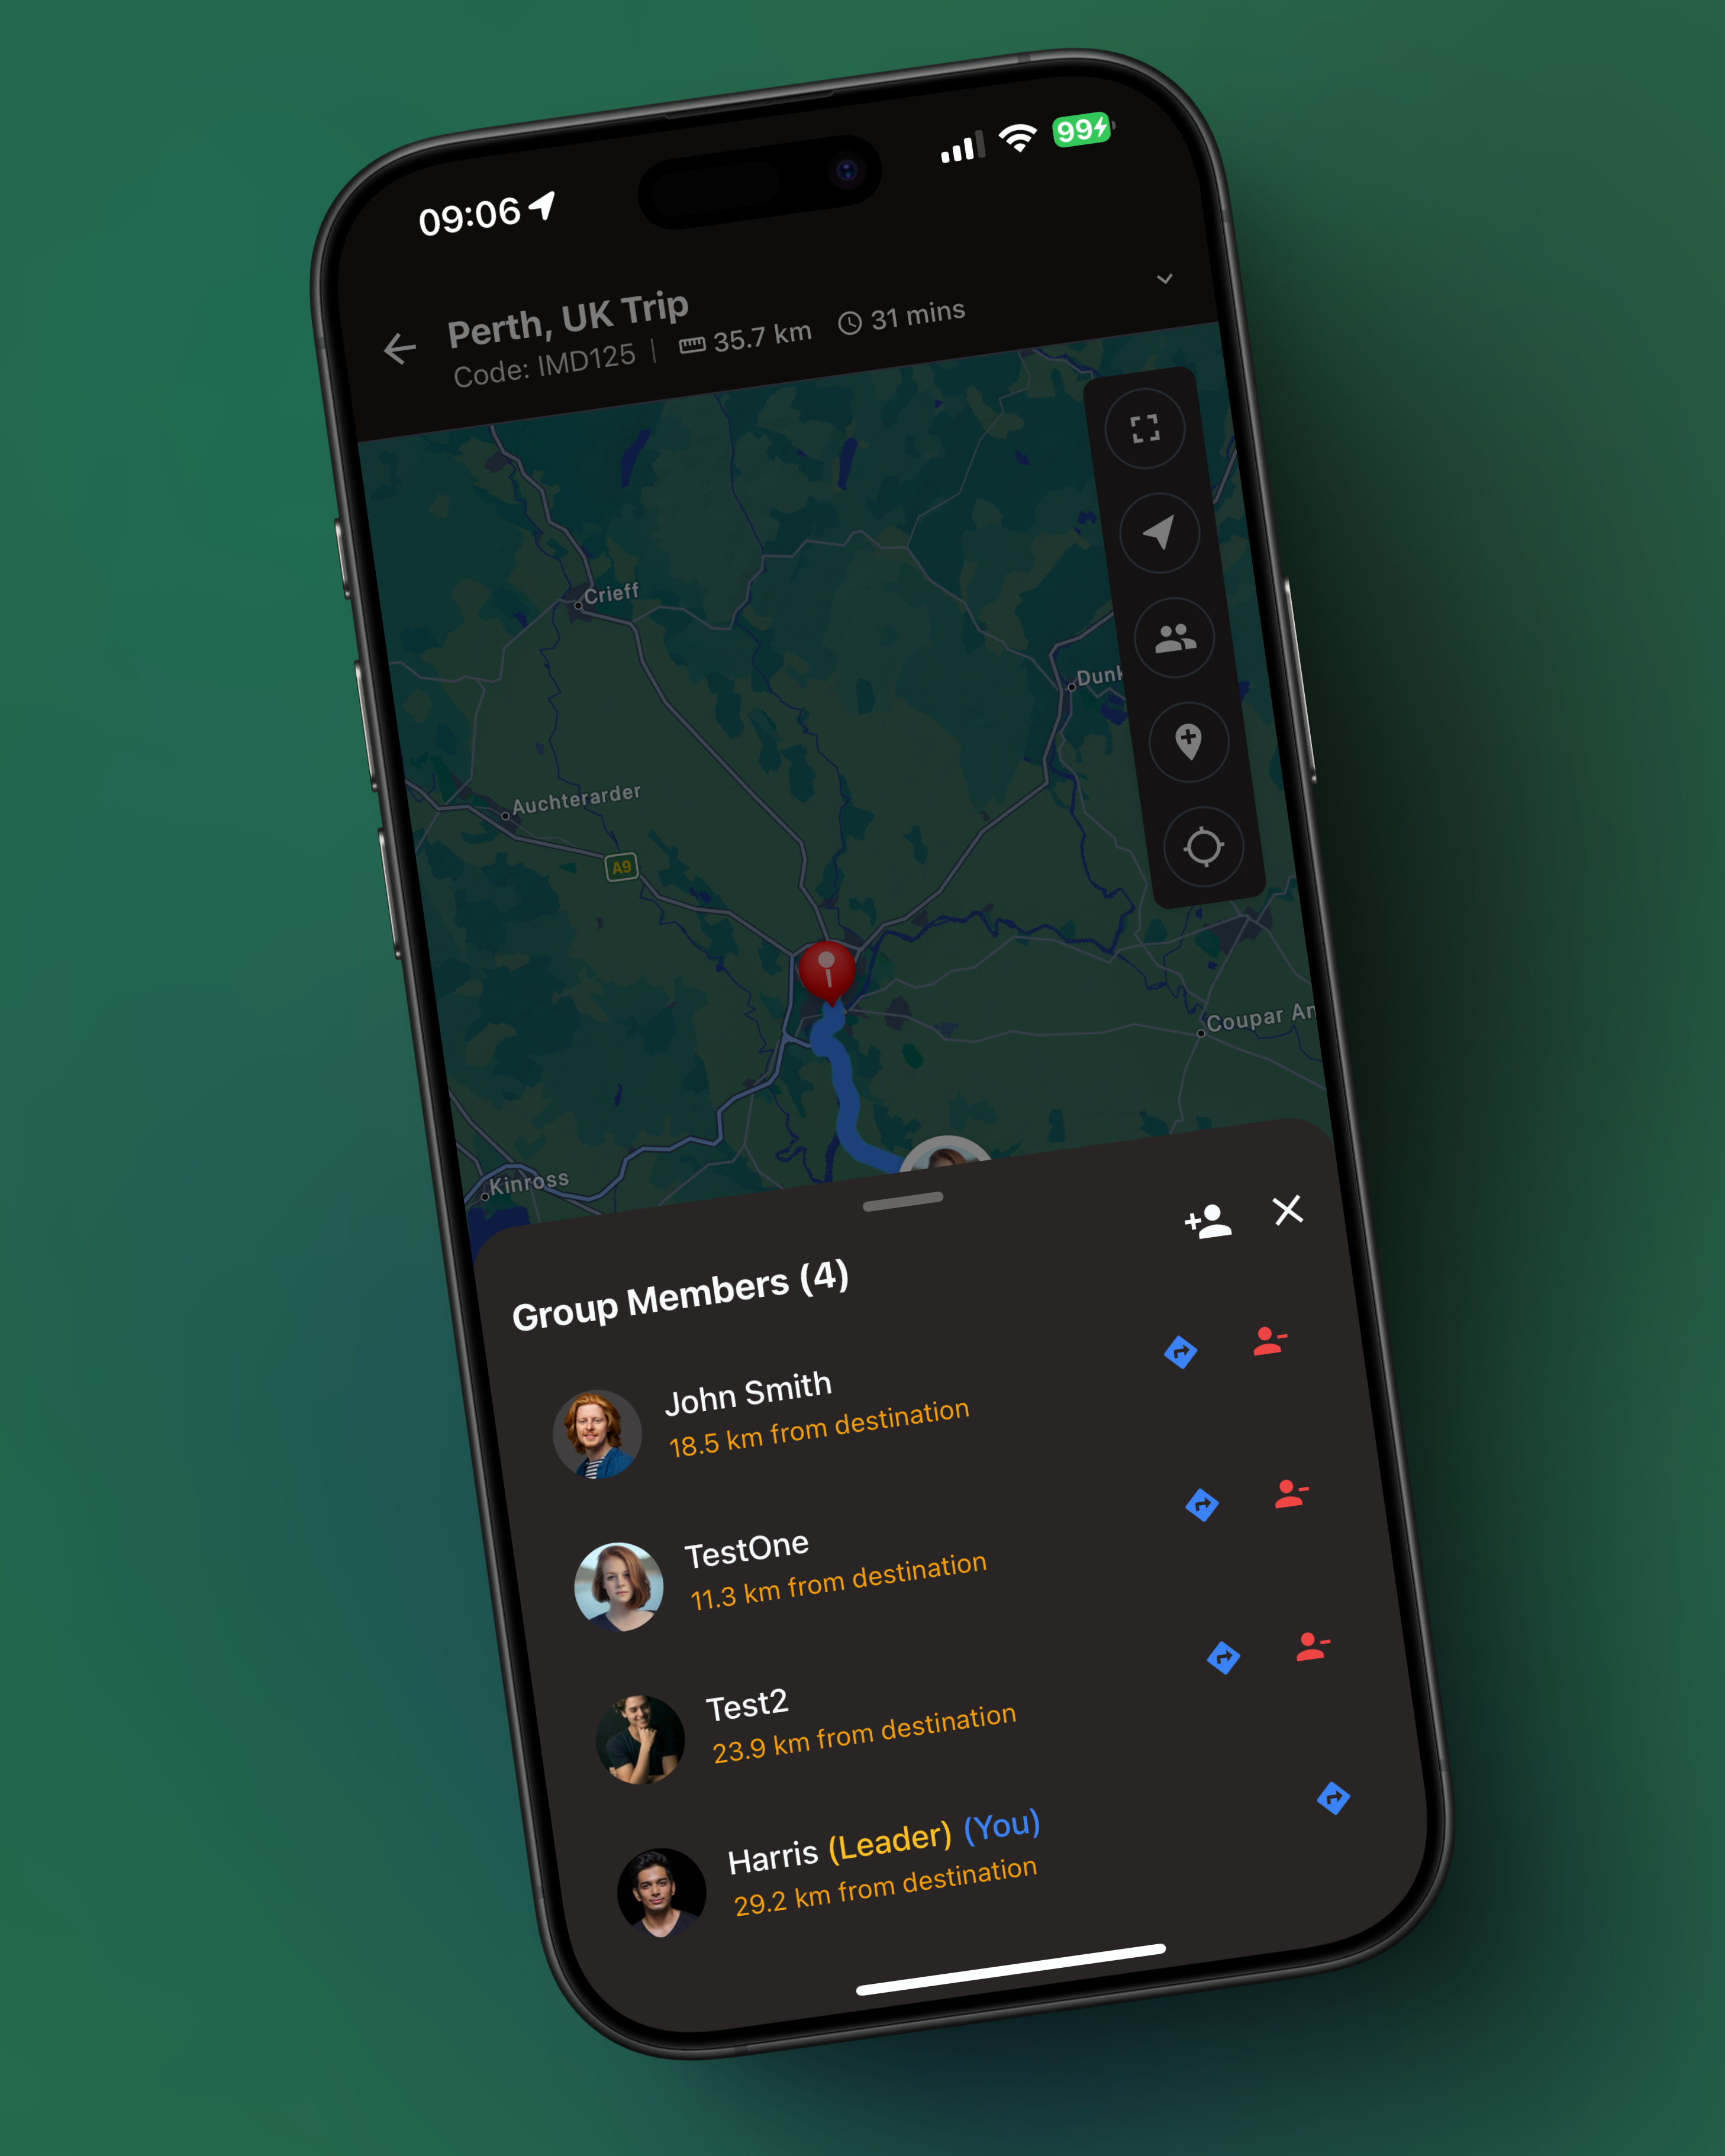 09:06
99
Perth, UK Trip
Code: IMD125 | 35.7 km 31 mins
Crieff
Dunk
Auchterarder
A9
Coupar An
Kinross
Group Members (4)
John Smith
18.5 km from destination
TestOne
11.3 km from destination
Test2
23.9 km from destination
Harris (Leader) (You)
29.2 km from destination